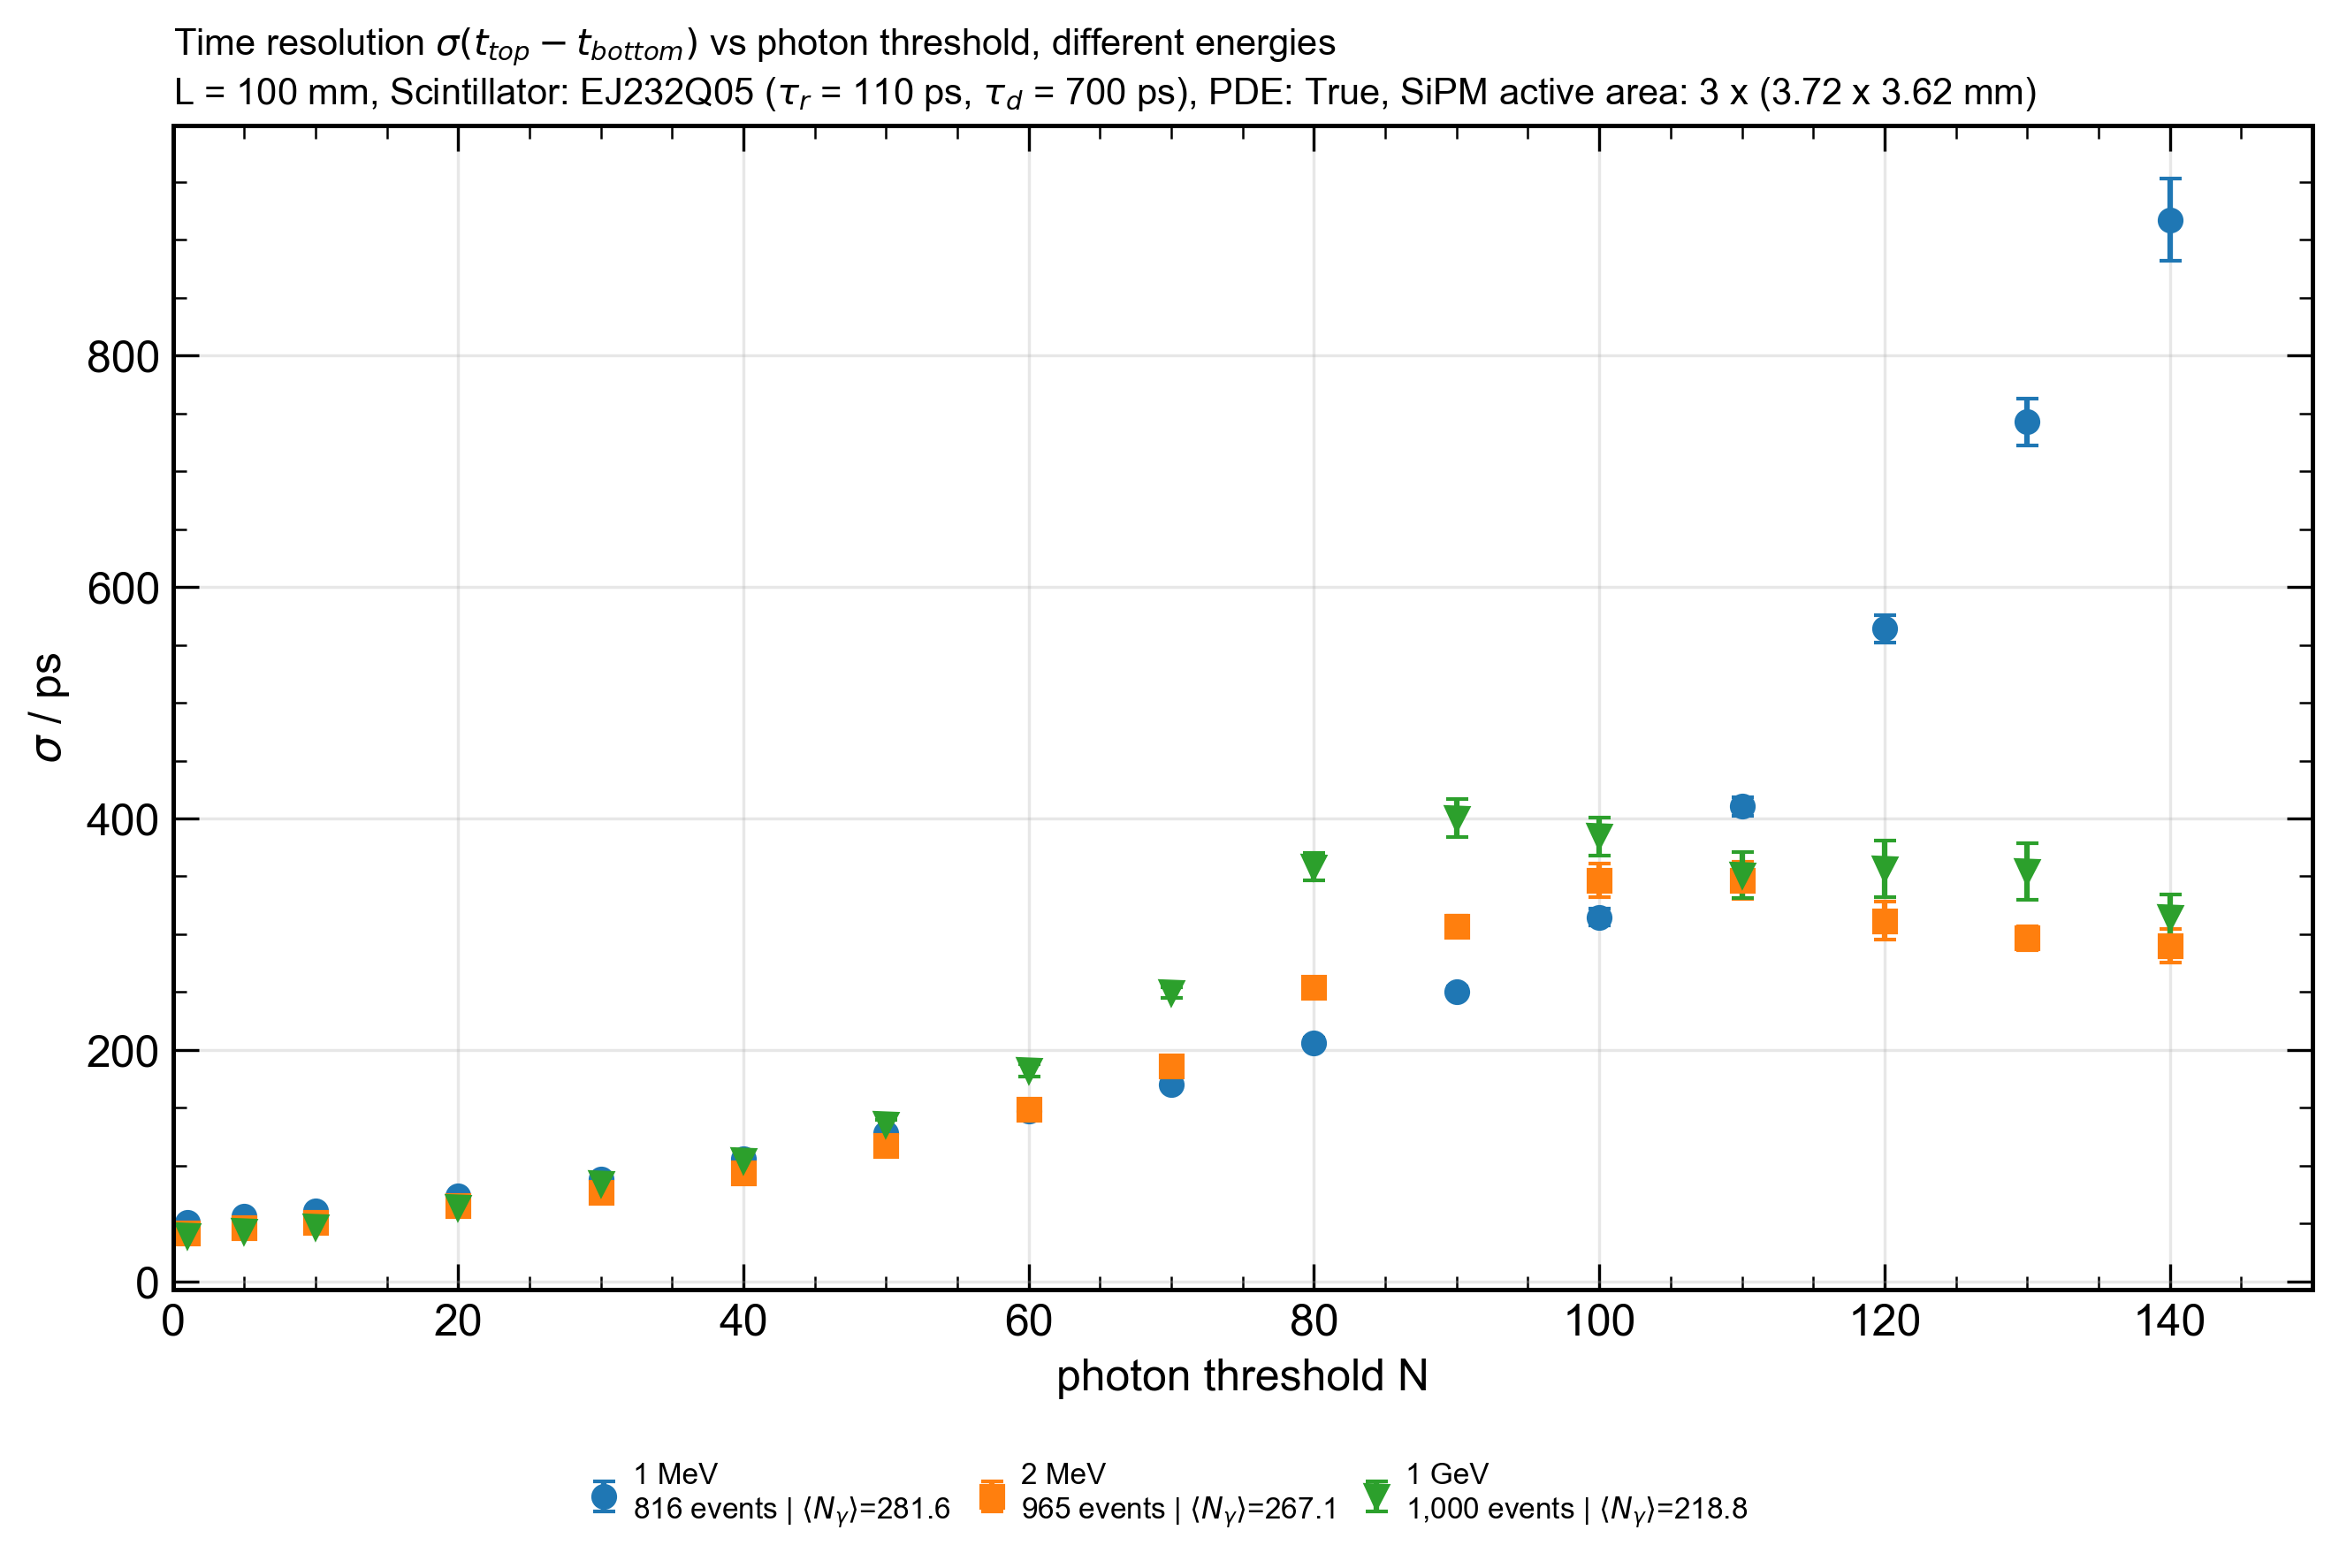 Time resolution σ(t_top − t_bottom) vs photon threshold, different energies
L = 100 mm, Scintillator: EJ232Q05 (τ_r = 110 ps, τ_d = 700 ps), PDE: True, SiPM active area: 3 x (3.72 x 3.62 mm)
σ / ps
800
600
400
200
0
0 20 40 60 80 100 120 140
photon threshold N
1 MeV
816 events | ⟨N_γ⟩=281.6
2 MeV
965 events | ⟨N_γ⟩=267.1
1 GeV
1,000 events | ⟨N_γ⟩=218.8